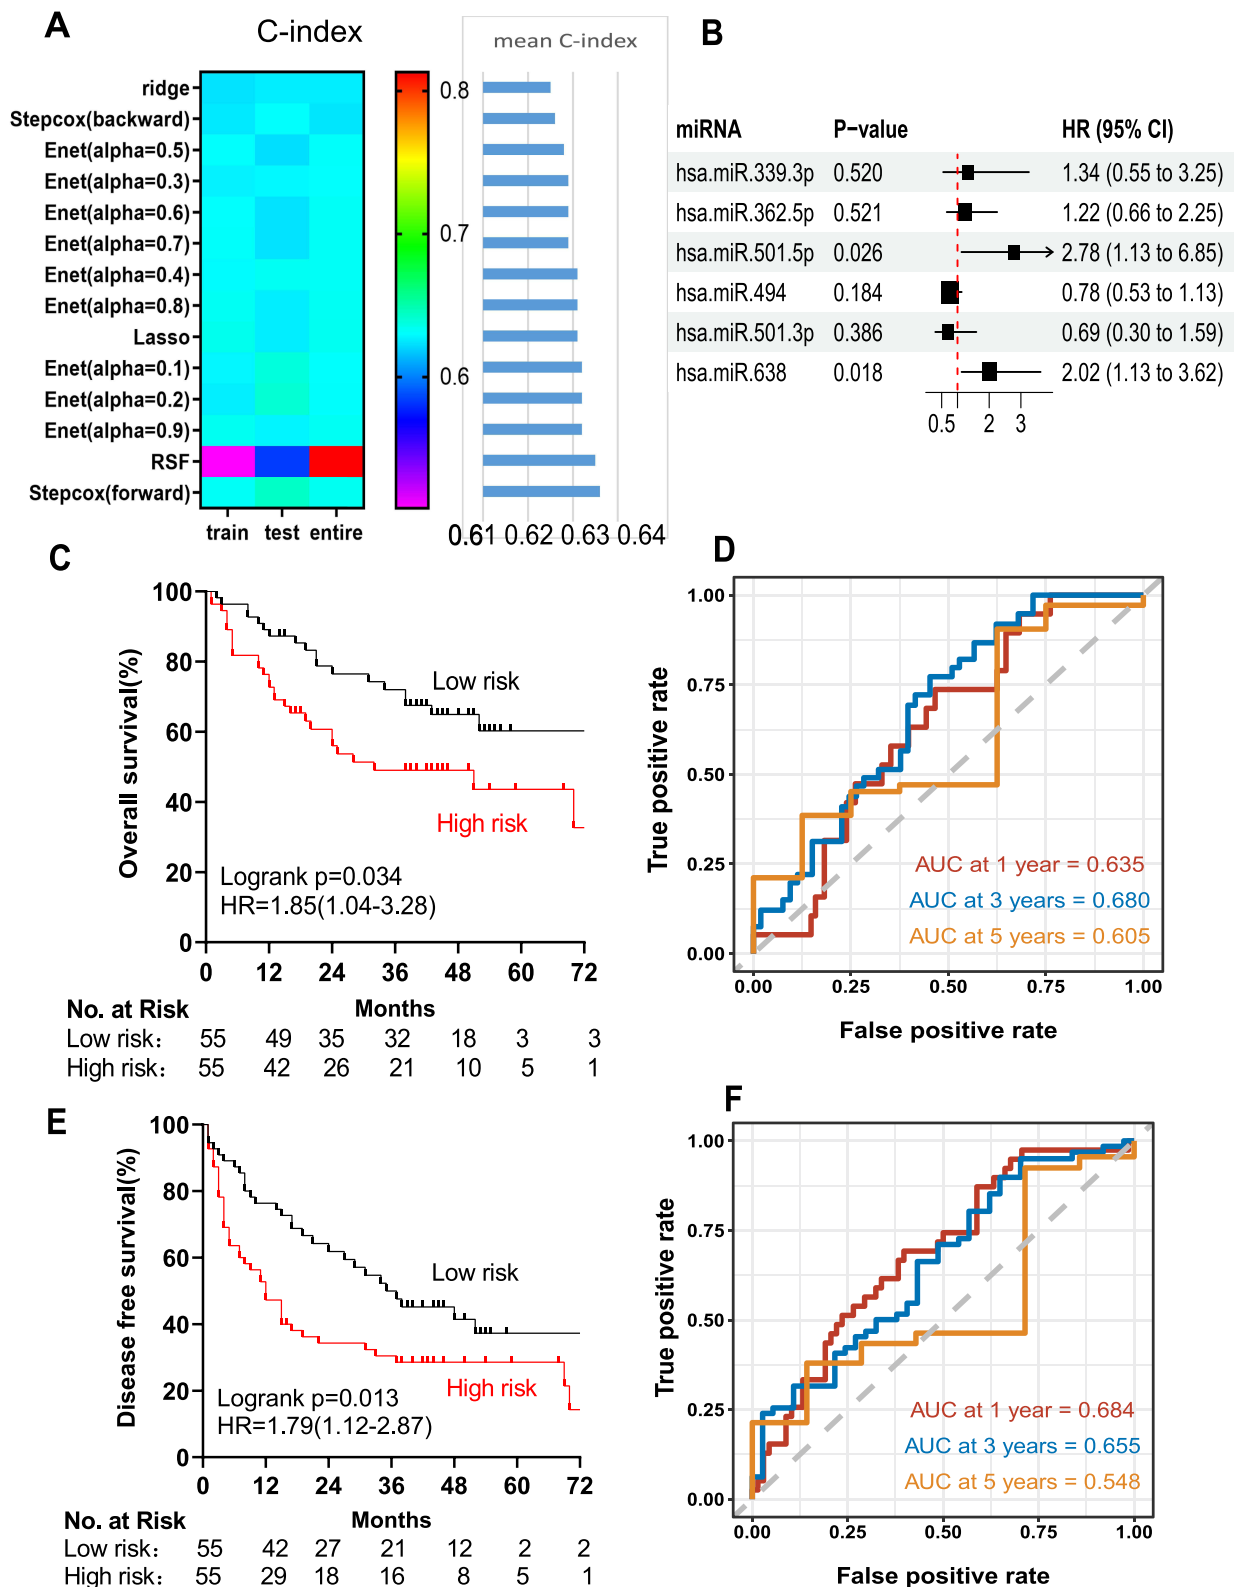 A
C-index
mean C-index
ridge
Stepcox(backward)
Enet(alpha=0.5)
Enet(alpha=0.3)
Enet(alpha=0.6)
Enet(alpha=0.7)
Enet(alpha=0.4)
Enet(alpha=0.8)
Lasso
Enet(alpha=0.1)
Enet(alpha=0.2)
Enet(alpha=0.9)
RSF
Stepcox(forward)
train test entire
0.8
0.7
0.6
0.61 0.62 0.63 0.64
B
miRNA P-value HR (95% CI)
hsa.miR.339.3p 0.520 1.34 (0.55 to 3.25)
hsa.miR.362.5p 0.521 1.22 (0.66 to 2.25)
hsa.miR.501.5p 0.026 2.78 (1.13 to 6.85)
hsa.miR.494 0.184 0.78 (0.53 to 1.13)
hsa.miR.501.3p 0.386 0.69 (0.30 to 1.59)
hsa.miR.638 0.018 2.02 (1.13 to 3.62)
0.5 2 3
C
Overall survival(%)
100
80
60
40
20
0
Low risk
High risk
Logrank p=0.034
HR=1.85(1.04-3.28)
0 12 24 36 48 60 72
No. at Risk Months
Low risk: 55 49 35 32 18 3 3
High risk: 55 42 26 21 10 5 1
D
True positive rate
1.00
0.75
0.50
0.25
0.00
AUC at 1 year = 0.635
AUC at 3 years = 0.680
AUC at 5 years = 0.605
0.00 0.25 0.50 0.75 1.00
False positive rate
E
Disease free survival(%)
100
80
60
40
20
0
Low risk
High risk
Logrank p=0.013
HR=1.79(1.12-2.87)
0 12 24 36 48 60 72
No. at Risk Months
Low risk: 55 42 27 21 12 2 2
High risk: 55 29 18 16 8 5 1
F
True positive rate
1.00
0.75
0.50
0.25
0.00
AUC at 1 year = 0.684
AUC at 3 years = 0.655
AUC at 5 years = 0.548
0.00 0.25 0.50 0.75 1.00
False positive rate